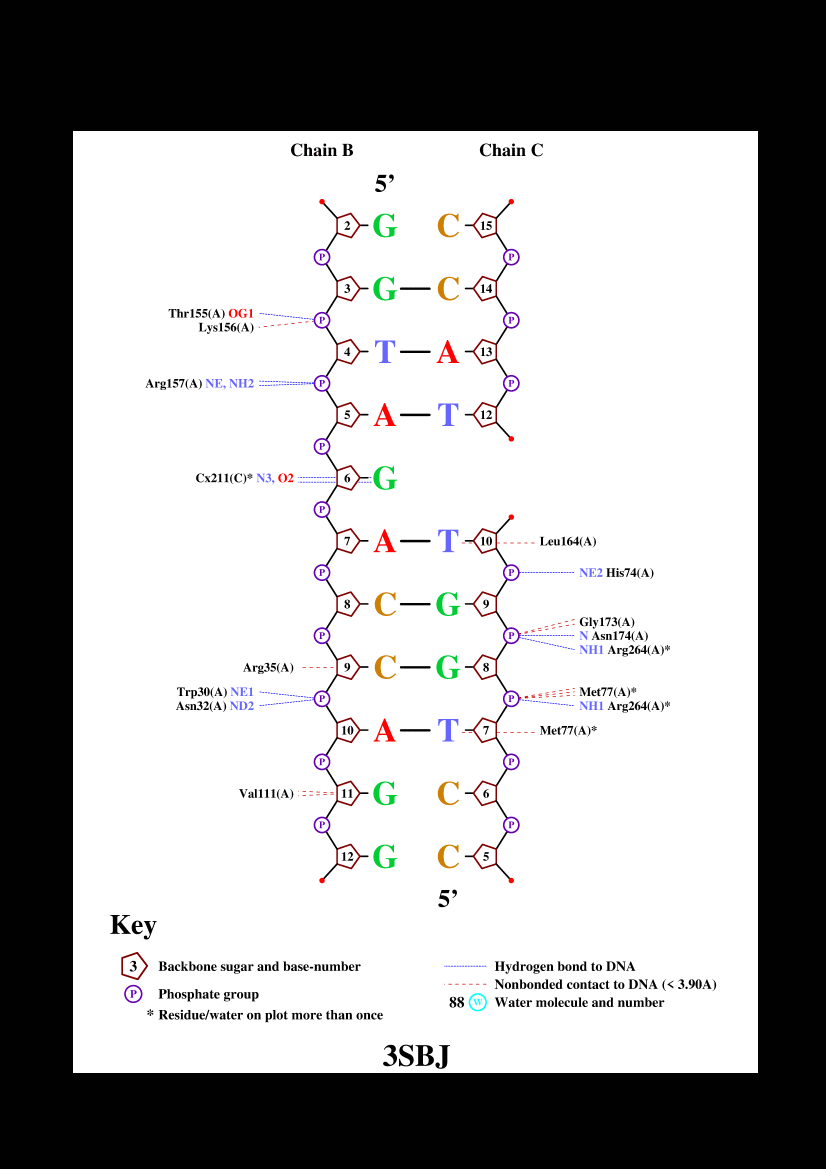 Chain B Chain C
5’
2 G C 15
P P
3 G C 14
Thr155(A) OG1 P P
Lys156(A)
4 T A 13
Arg157(A) NE, NH2 P P
5 A T 12
P
Cx211(C)* N3, O2 6 G
P
7 A T 10 Leu164(A)
P P NE2 His74(A)
8 C G 9
Gly173(A)
P P N Asn174(A)
NH1 Arg264(A)*
Arg35(A) 9 C G 8
Trp30(A) NE1 P P Met77(A)*
Asn32(A) ND2 NH1 Arg264(A)*
10 A T 7 Met77(A)*
P P
Val111(A) 11 G C 6
P P
12 G C 5
5’
Key
3 Backbone sugar and base-number
P Phosphate group
* Residue/water on plot more than once
Hydrogen bond to DNA
Nonbonded contact to DNA (< 3.90A)
88 W Water molecule and number
3SBJ